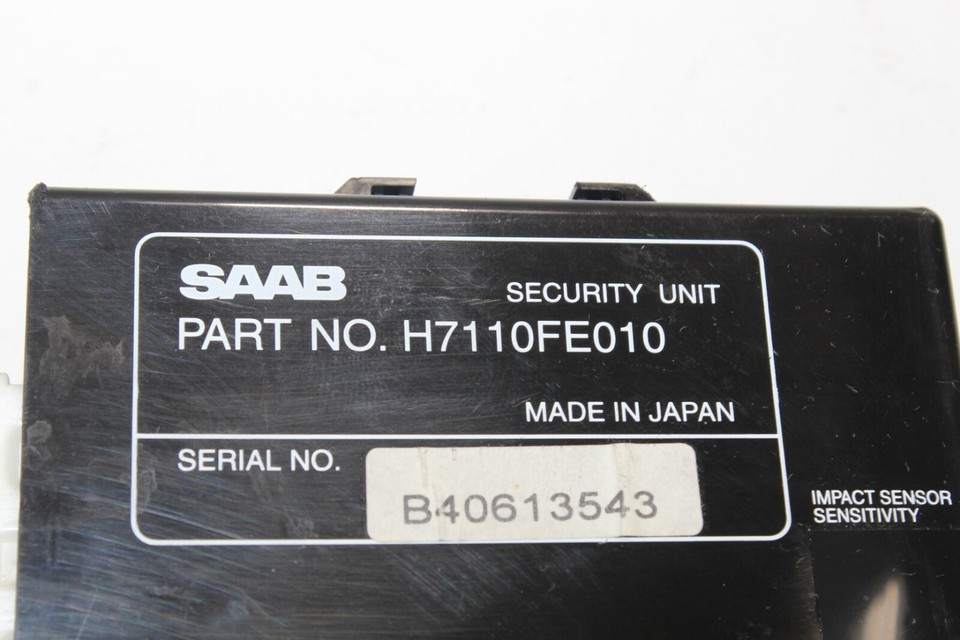 SAAB
SECURITY UNIT
PART NO. H7110FE010
MADE IN JAPAN
SERIAL NO.
B40613543
IMPACT SENSOR
SENSITIVITY